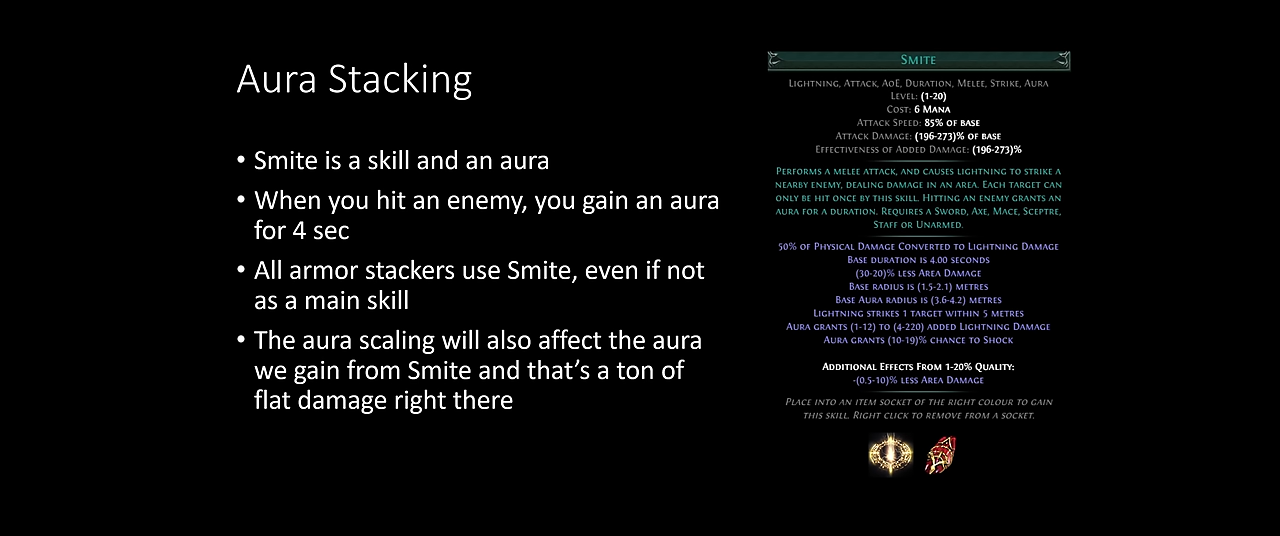 Aura Stacking
• Smite is a skill and an aura
• When you hit an enemy, you gain an aura
for 4 sec
• All armor stackers use Smite, even if not
as a main skill
• The aura scaling will also affect the aura
we gain from Smite and that's a ton of
flat damage right there
Smite
Lightning, Attack, AoE, Duration, Melee, Strike, Aura
Level: (1-20)
Cost: 6 Mana
Attack Speed: 85% of base
Attack Damage: (196-273)% of base
Effectiveness of Added Damage: (196-273)%
Performs a melee attack, and causes lightning to strike a
nearby enemy, dealing damage in an area. Each target can
only be hit once by this skill. Hitting an enemy grants an
aura for a duration. Requires a Sword, Axe, Mace, Sceptre,
Staff or Unarmed.
50% of Physical Damage Converted to Lightning Damage
Base duration is 4.00 seconds
(30-20)% less Area Damage
Base radius is (1.5-2.1) metres
Base Aura radius is (3.6-4.2) metres
Lightning strikes 1 target within 5 metres
Aura grants (1-12) to (4-220) added Lightning Damage
Aura grants (10-19)% chance to Shock
Additional Effects From 1-20% Quality:
-(0.5-10)% less Area Damage
Place into an item socket of the right colour to gain
this skill. Right click to remove from a socket.